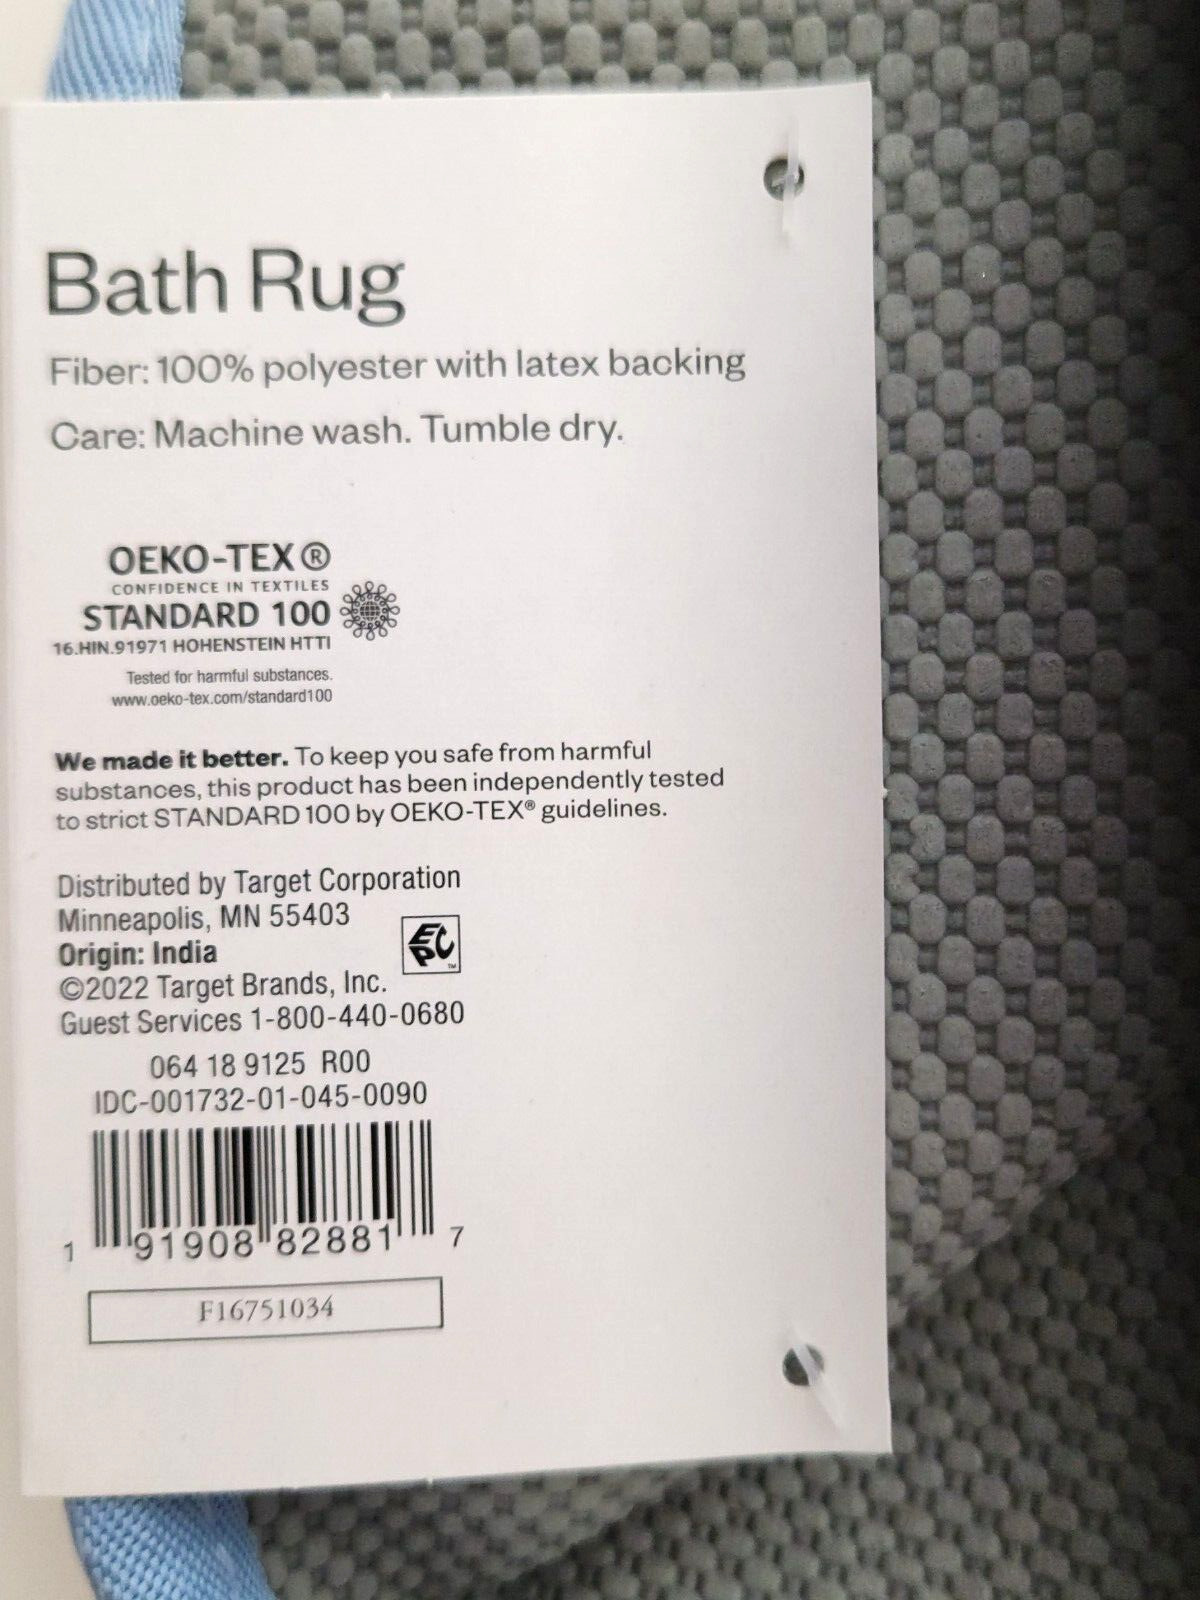 Bath Rug
Fiber: 100% polyester with latex backing
Care: Machine wash. Tumble dry.
OEKO-TEX®
CONFIDENCE IN TEXTILES
STANDARD 100
16.HIN.91971 HOHENSTEIN HTTI
Tested for harmful substances.
www.oeko-tex.com/standard100
We made it better. To keep you safe from harmful
substances, this product has been independently tested
to strict STANDARD 100 by OEKO-TEX® guidelines.
Distributed by Target Corporation
Minneapolis, MN 55403
Origin: India
EPC™
©2022 Target Brands, Inc.
Guest Services 1-800-440-0680
064 18 9125 R00
IDC-001732-01-045-0090
1 91908 82881 7
F16751034